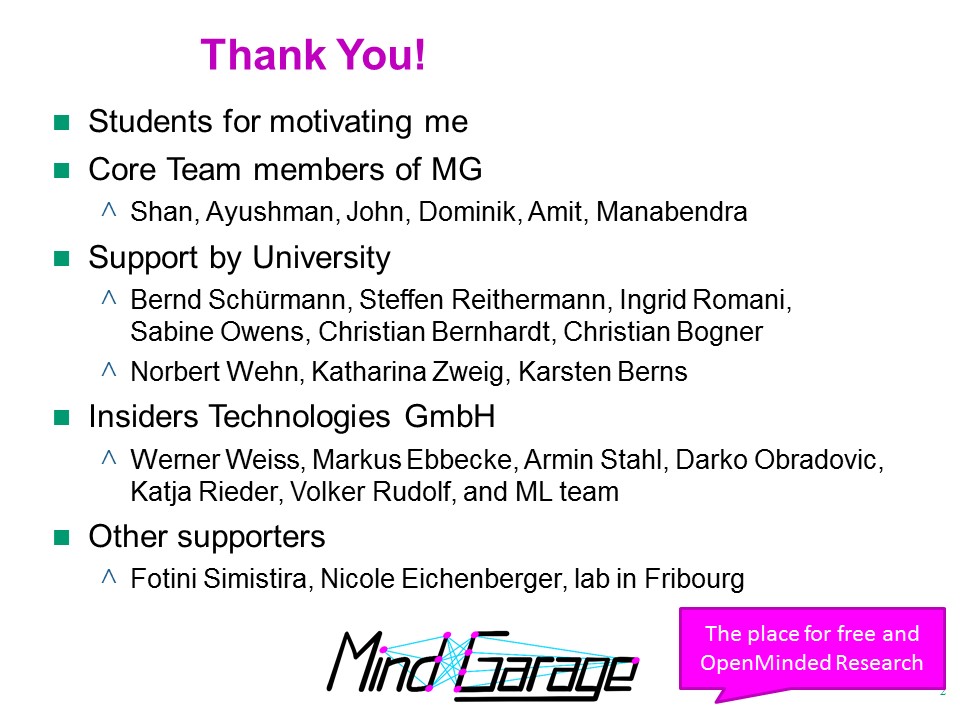 Thank You!
Students for motivating me
Core Team members of MG
^ Shan, Ayushman, John, Dominik, Amit, Manabendra
Support by University
^ Bernd Schürmann, Steffen Reithermann, Ingrid Romani,
Sabine Owens, Christian Bernhardt, Christian Bogner
^ Norbert Wehn, Katharina Zweig, Karsten Berns
Insiders Technologies GmbH
^ Werner Weiss, Markus Ebbecke, Armin Stahl, Darko Obradovic,
Katja Rieder, Volker Rudolf, and ML team
Other supporters
^ Fotini Simistira, Nicole Eichenberger, lab in Fribourg
Mind Garage
The place for free and
OpenMinded Research
2